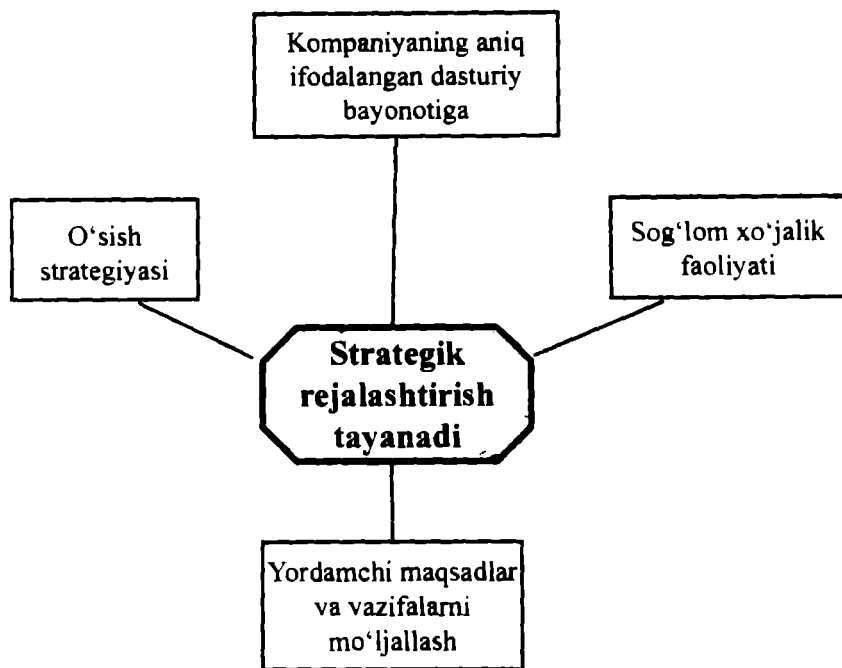 Kompaniyaning aniq
ifodalangan dasturiy
bayonotiga
O‘sish
strategiyasi
Sog‘lom xo‘jalik
faoliyati
Strategik
rejalashtirish
tayanadi
Yordamchi maqsadlar
va vazifalarni
mo‘ljallash